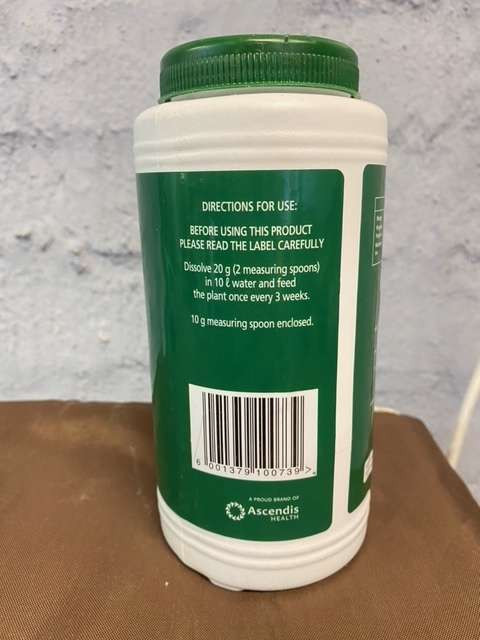 DIRECTIONS FOR USE:
BEFORE USING THIS PRODUCT
PLEASE READ THE LABEL CAREFULLY
Dissolve 20 g (2 measuring spoons)
in 10 ℓ water and feed
the plant once every 3 weeks.
10 g measuring spoon enclosed.
6 001379 100739 >
A PROUD BRAND OF
Ascendis
HEALTH